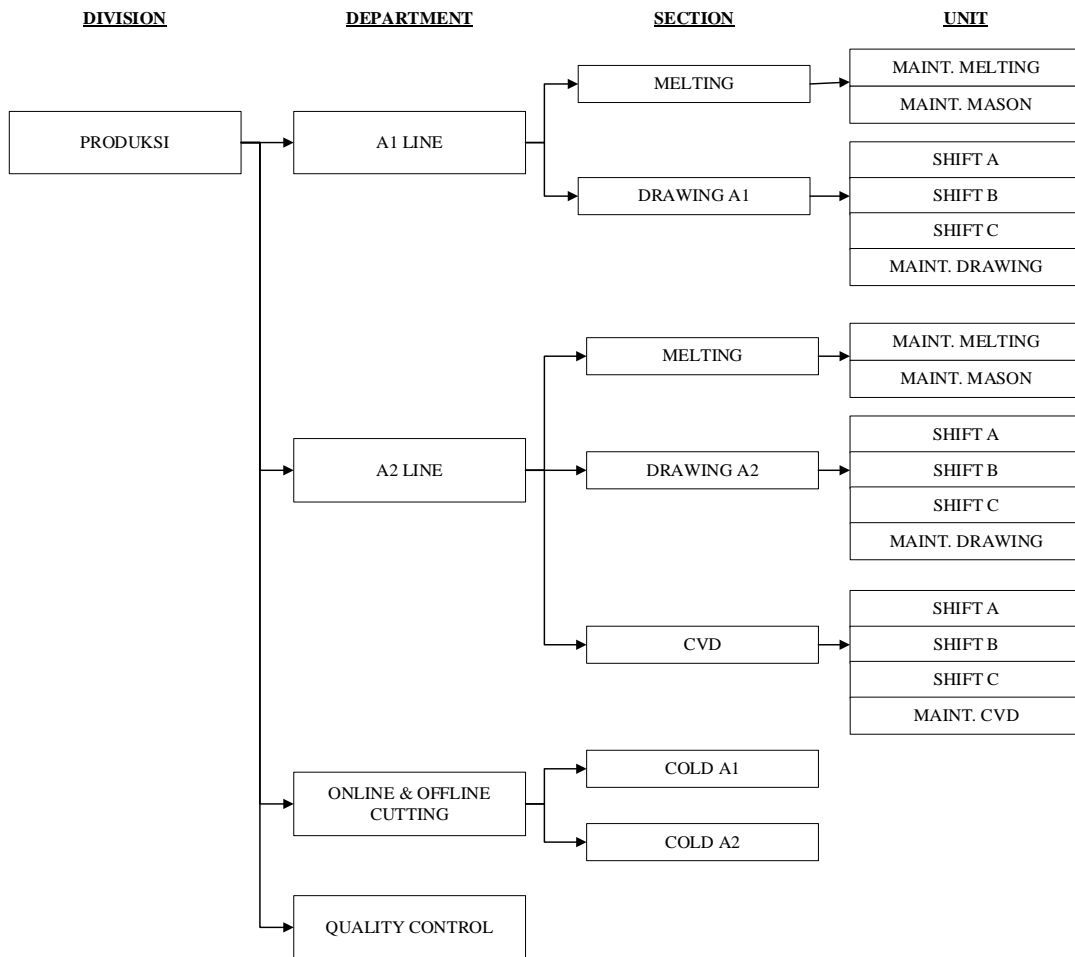 DIVISION
DEPARTMENT
SECTION
UNIT
PRODUKSI
A1 LINE
MELTING
MAINT. MELTING
MAINT. MASON
DRAWING A1
SHIFT A
SHIFT B
SHIFT C
MAINT. DRAWING
A2 LINE
MELTING
MAINT. MELTING
MAINT. MASON
DRAWING A2
SHIFT A
SHIFT B
SHIFT C
MAINT. DRAWING
CVD
SHIFT A
SHIFT B
SHIFT C
MAINT. CVD
ONLINE & OFFLINE
CUTTING
COLD A1
COLD A2
QUALITY CONTROL